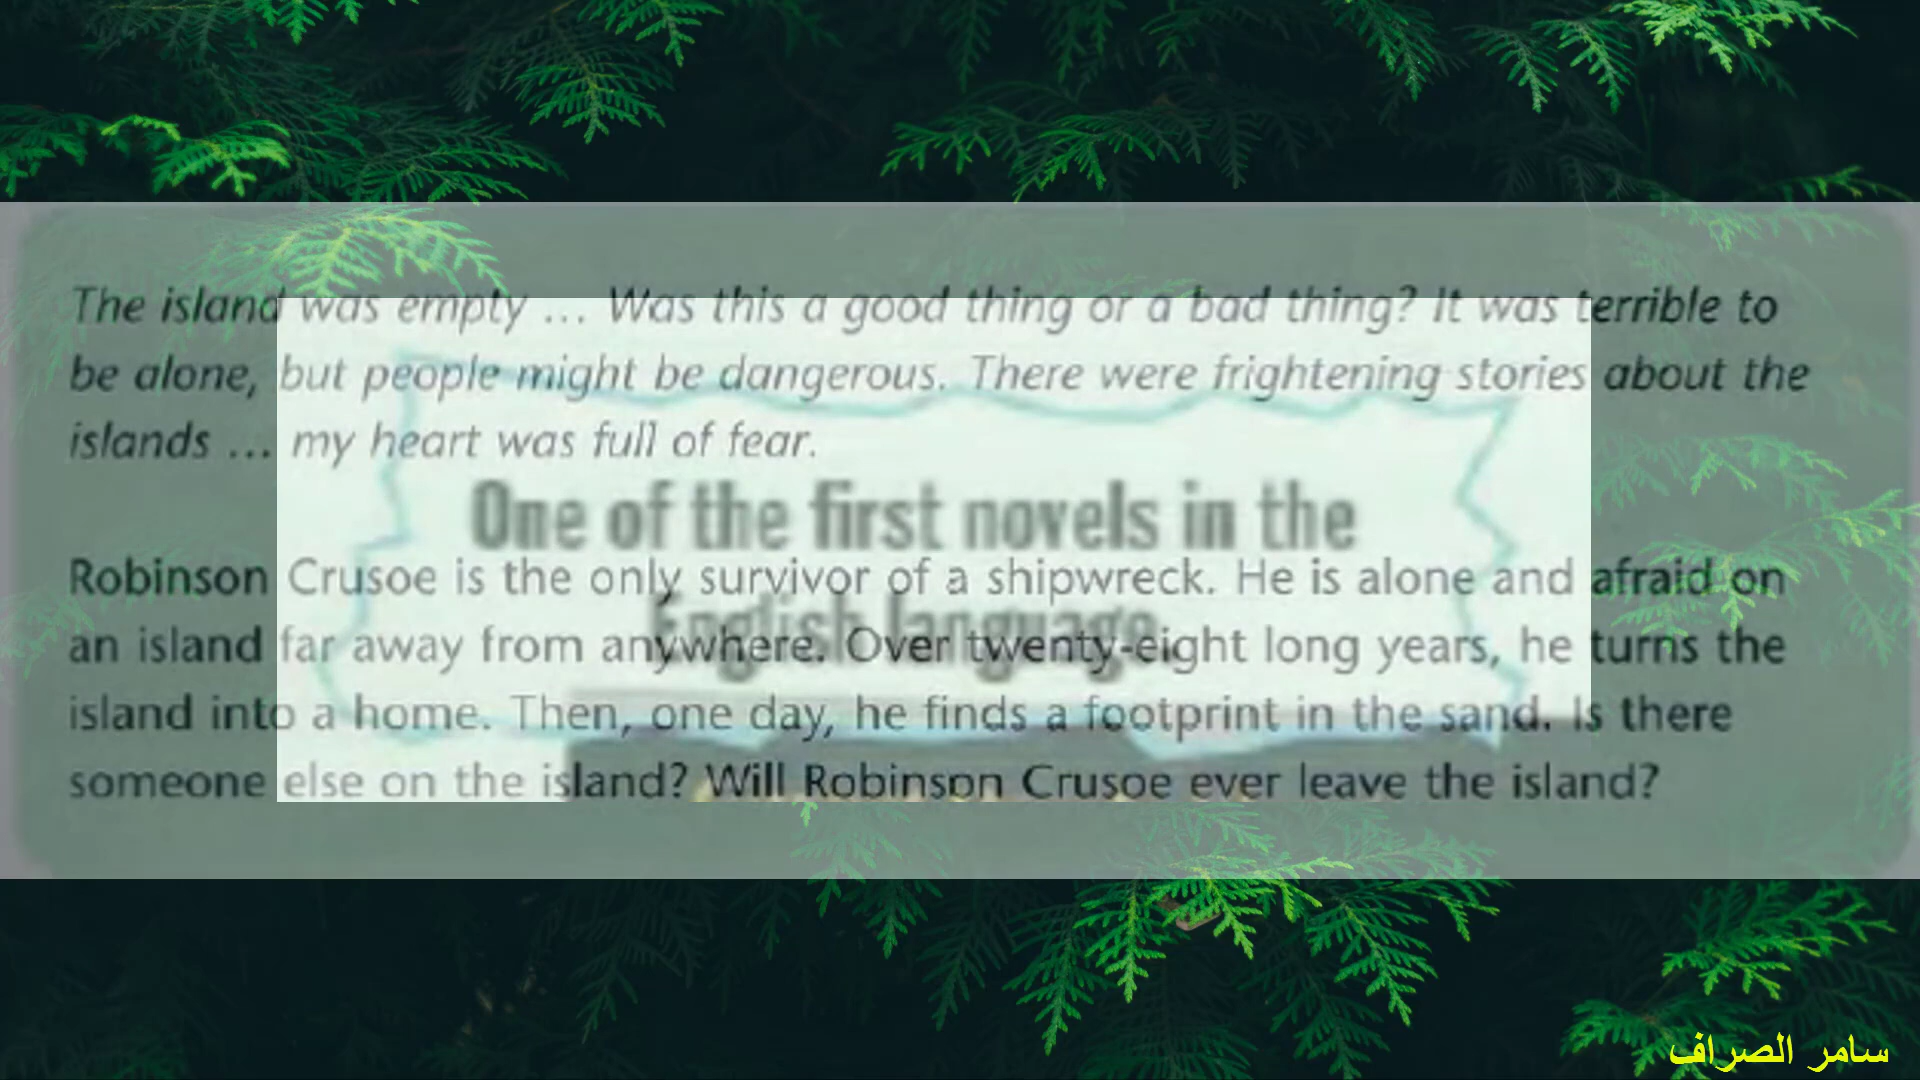 The island was empty ... Was this a good thing or a bad thing? It was terrible to
be alone, but people might be dangerous. There were frightening stories about the
islands ... my heart was full of fear.
One of the first novels in the
Robinson Crusoe is the only survivor of a shipwreck. He is alone and afraid on
English language.
an island far away from anywhere. Over twenty-eight long years, he turns the
island into a home. Then, one day, he finds a footprint in the sand. Is there
someone else on the island? Will Robinson Crusoe ever leave the island?
سامر الصراف